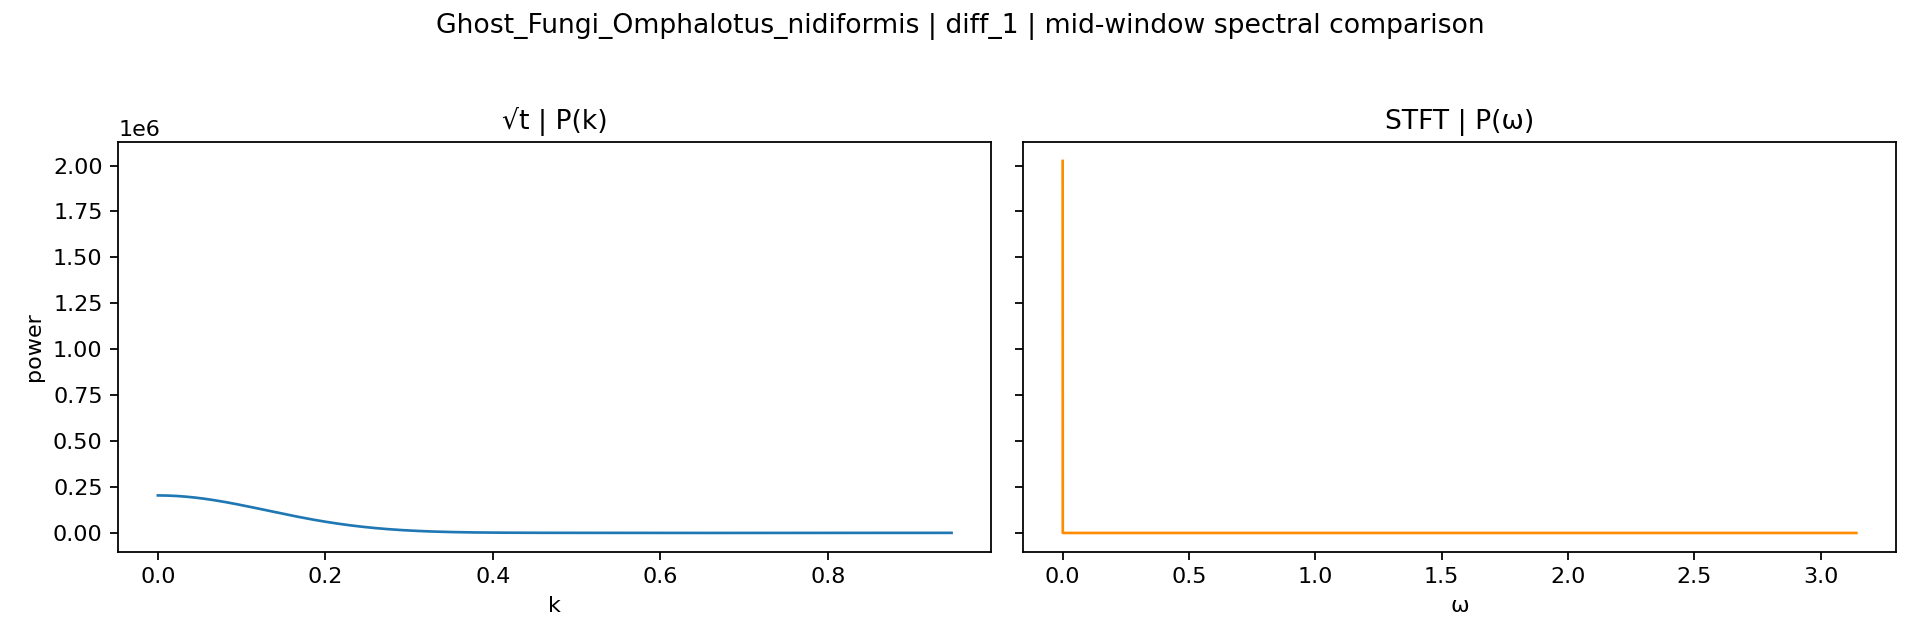 Ghost_Fungi_Omphalotus_nidiformis | diff_1 | mid-window spectral comparison
√t | P(k)
1e6
2.00
1.75
1.50
1.25
1.00
0.75
0.50
0.25
0.00
power
0.0 0.2 0.4 0.6 0.8
k
STFT | P(ω)
0.0 0.5 1.0 1.5 2.0 2.5 3.0
ω